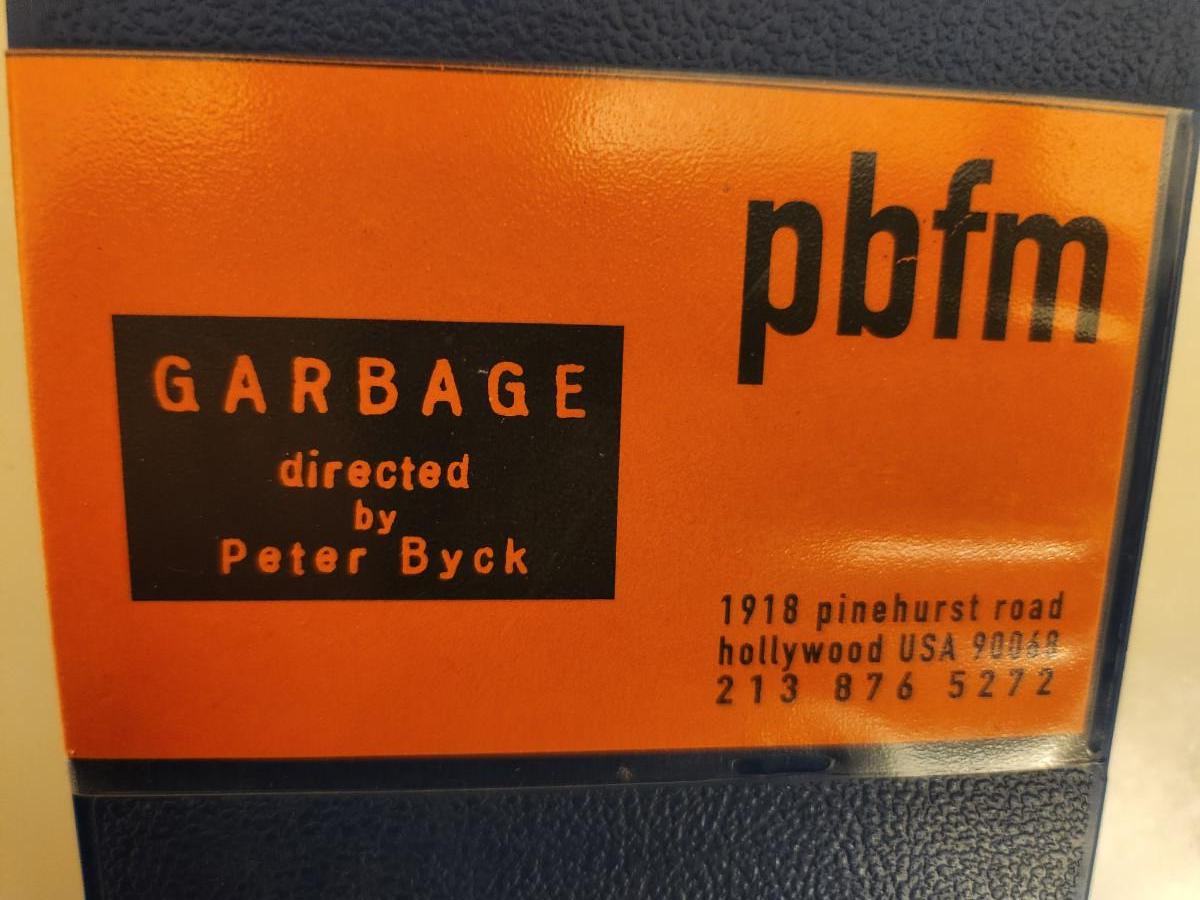 pbfm
GARBAGE
directed
by
Peter Byck
1918 pinehurst road
hollywood USA 90068
213 876 5272